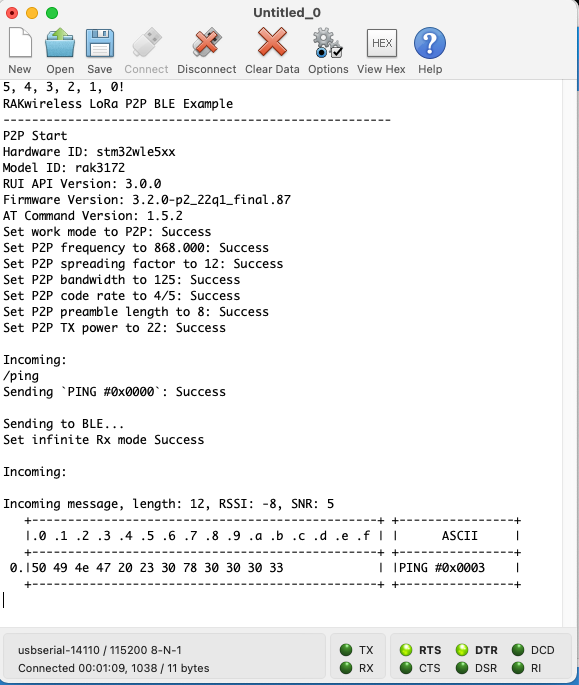 Untitled_0
New Open Save Connect Disconnect Clear Data Options HEX View Hex ? Help
5, 4, 3, 2, 1, 0!
RAKwireless LoRa P2P BLE Example
--------------------------------------------------
P2P Start
Hardware ID: stm32wle5xx
Model ID: rak3172
RUI API Version: 3.0.0
Firmware Version: 3.2.0-p2_22q1_final.87
AT Command Version: 1.5.2
Set work mode to P2P: Success
Set P2P frequency to 868.000: Success
Set P2P spreading factor to 12: Success
Set P2P bandwidth to 125: Success
Set P2P code rate to 4/5: Success
Set P2P preamble length to 8: Success
Set P2P TX power to 22: Success
Incoming:
/ping
Sending `PING #0x0000`: Success
Sending to BLE...
Set infinite Rx mode Success
Incoming:
Incoming message, length: 12, RSSI: -8, SNR: 5
+------------------------------------------------+ +----------------+
|.0 .1 .2 .3 .4 .5 .6 .7 .8 .9 .a .b .c .d .e .f | | ASCII |
+------------------------------------------------+ +----------------+
0.|50 49 4e 47 20 23 30 78 30 30 30 33 | |PING #0x0003 |
+------------------------------------------------+ +----------------+
usbserial-14110 / 115200 8-N-1
Connected 00:01:09, 1038 / 11 bytes
TX RTS DTR DCD
RX CTS DSR RI